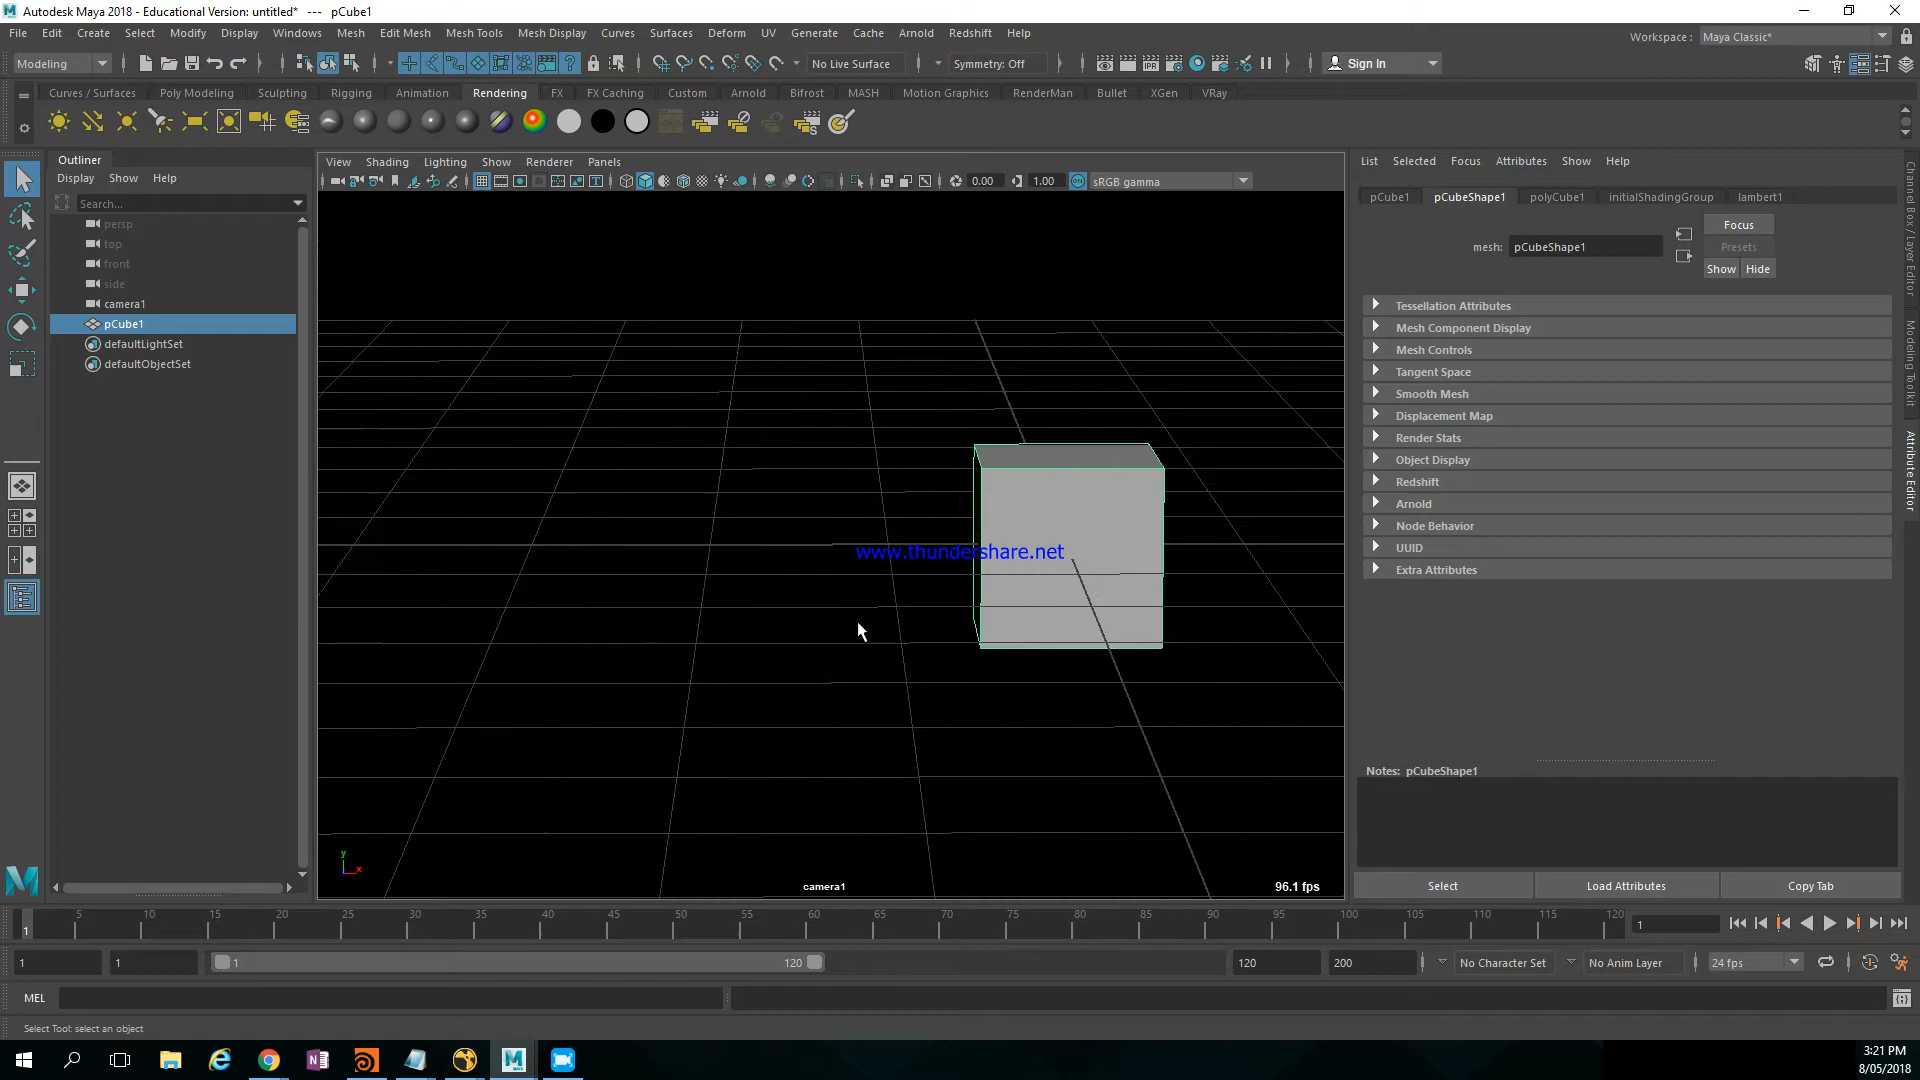 Autodesk Maya 2018 - Educational Version: untitled*   ---   pCube1
File Edit Create Select Modify Display Windows Mesh Edit Mesh Mesh Tools Mesh Display Curves Surfaces Deform UV Generate Cache Arnold Redshift Help
Workspace : Maya Classic*
Modeling No Live Surface Symmetry: Off IPR Sign In
Curves / Surfaces Poly Modeling Sculpting Rigging Animation Rendering FX FX Caching Custom Arnold Bifrost MASH Motion Graphics RenderMan Bullet XGen VRay
Outliner
Display Show Help
Search...
persp
top
front
side
camera1
pCube1
defaultLightSet
defaultObjectSet
View Shading Lighting Show Renderer Panels
0.00 1.00 ON sRGB gamma
www.thundershare.net
y
x
camera1
96.1 fps
List Selected Focus Attributes Show Help
pCube1 pCubeShape1 polyCube1 initialShadingGroup lambert1
mesh: pCubeShape1
Focus
Presets
Show Hide
Tessellation Attributes
Mesh Component Display
Mesh Controls
Tangent Space
Smooth Mesh
Displacement Map
Render Stats
Object Display
Redshift
Arnold
Node Behavior
UUID
Extra Attributes
Notes: pCubeShape1
Select Load Attributes Copy Tab
Channel Box / Layer Editor
Modeling Toolkit
Attribute Editor
1 5 10 15 20 25 30 35 40 45 50 55 60 65 70 75 80 85 90 95 100 105 110 115 120 1
1 1 1 120 120 200 No Character Set No Anim Layer 24 fps
MEL
Select Tool: select an object
3:21 PM
8/05/2018